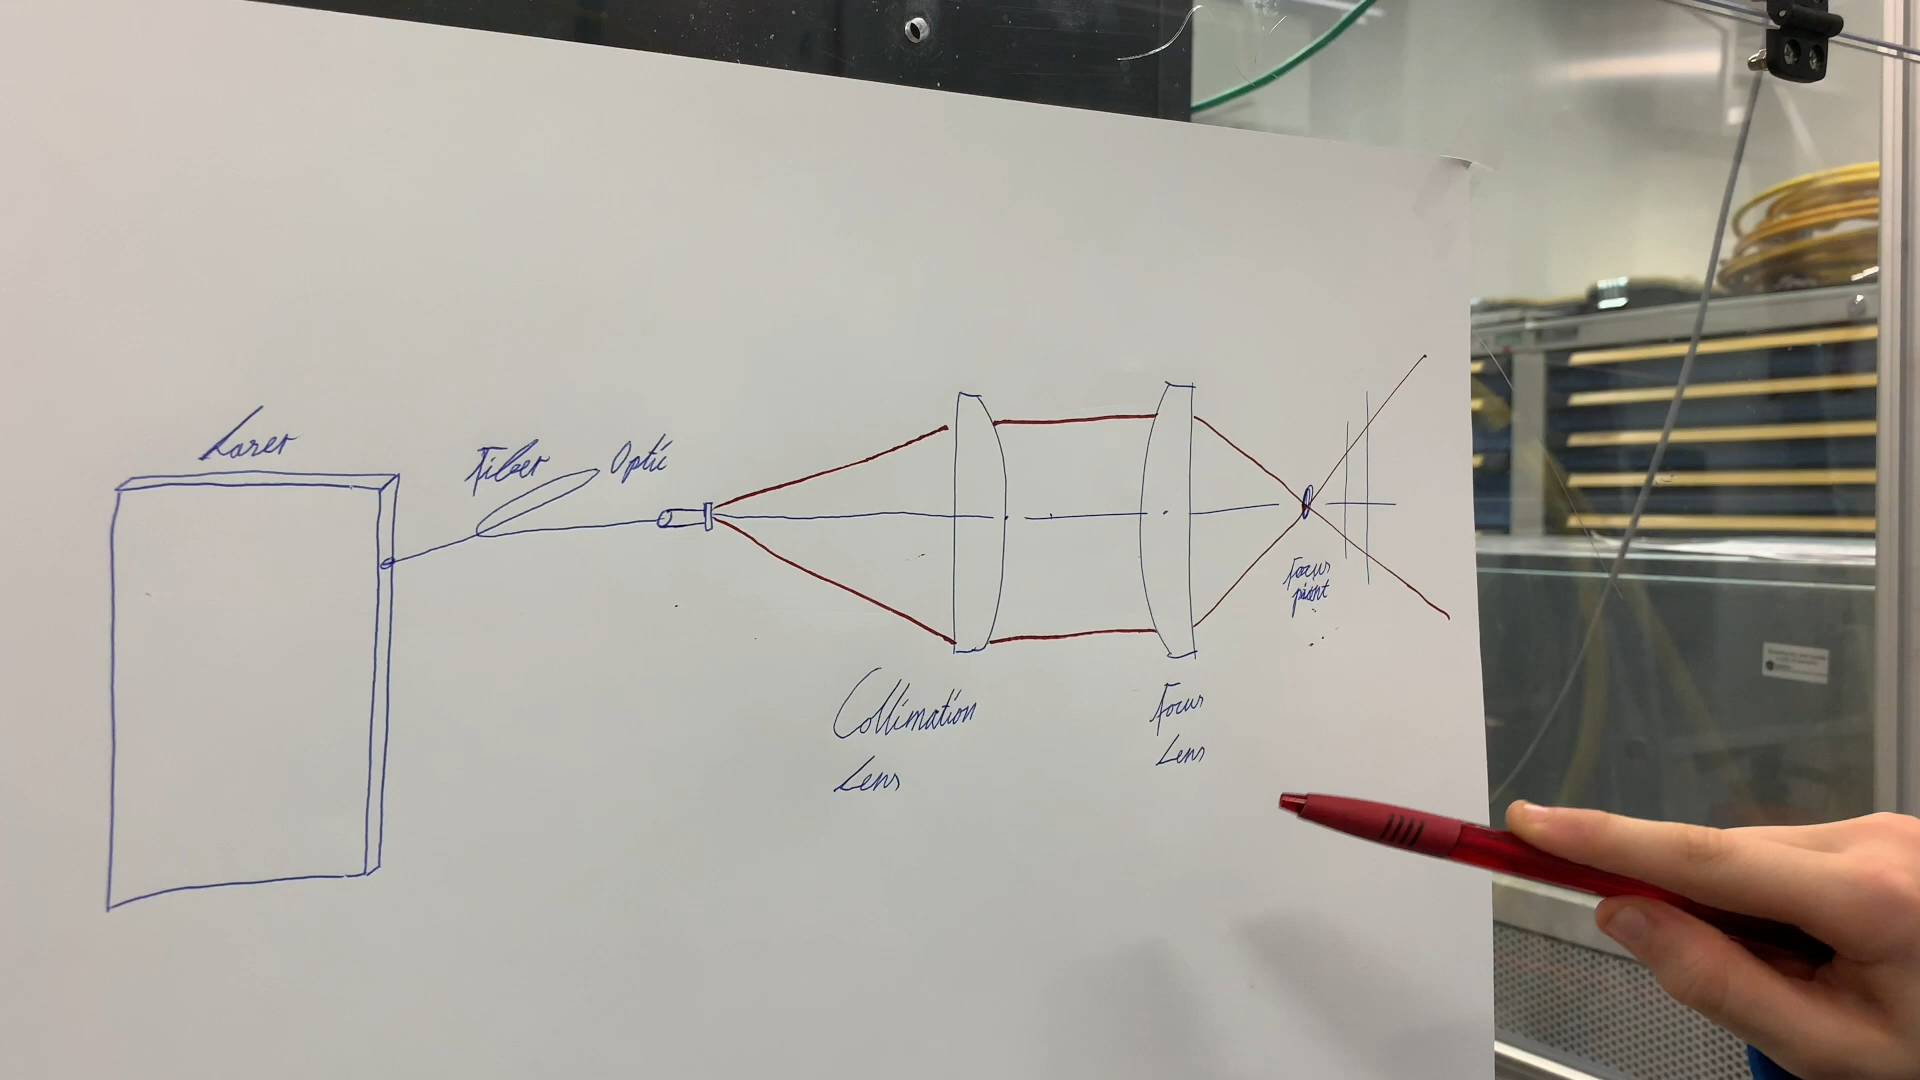 Laser
Fiber Optic
Focus
point
Collimation
Lens
Focus
Lens